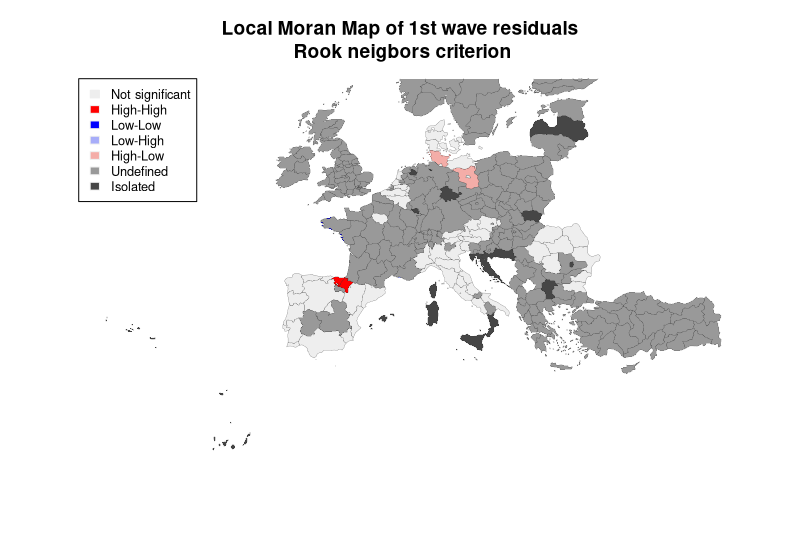 Local Moran Map of 1st wave residuals
Rook neigbors criterion
Not significant
High-High
Low-Low
Low-High
High-Low
Undefined
Isolated